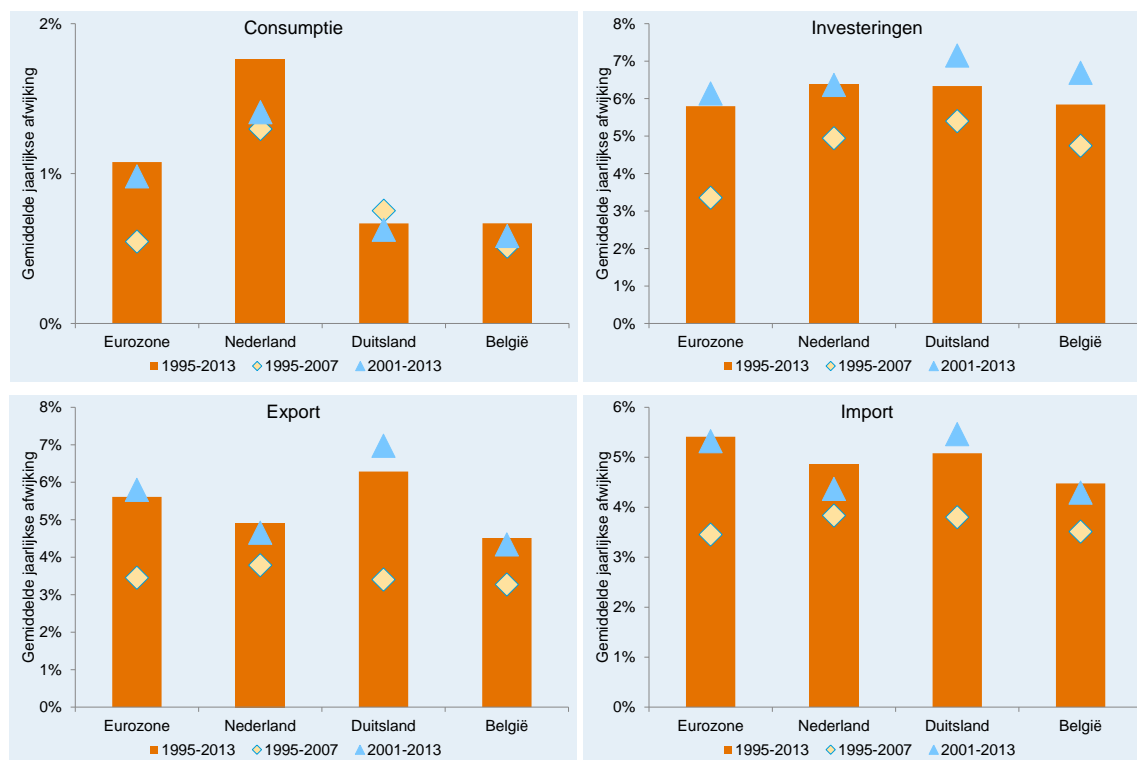 Consumptie
Gemiddelde jaarlijkse afwijking
2%
1%
0%
Eurozone Nederland Duitsland België
1995-2013 1995-2007 2001-2013
Investeringen
Gemiddelde jaarlijkse afwijking
8%
7%
6%
5%
4%
3%
2%
1%
0%
Eurozone Nederland Duitsland België
1995-2013 1995-2007 2001-2013
Export
Gemiddelde jaarlijkse afwijking
8%
7%
6%
5%
4%
3%
2%
1%
0%
Eurozone Nederland Duitsland België
1995-2013 1995-2007 2001-2013
Import
Gemiddelde jaarlijkse afwijking
6%
5%
4%
3%
2%
1%
0%
Eurozone Nederland Duitsland België
1995-2013 1995-2007 2001-2013